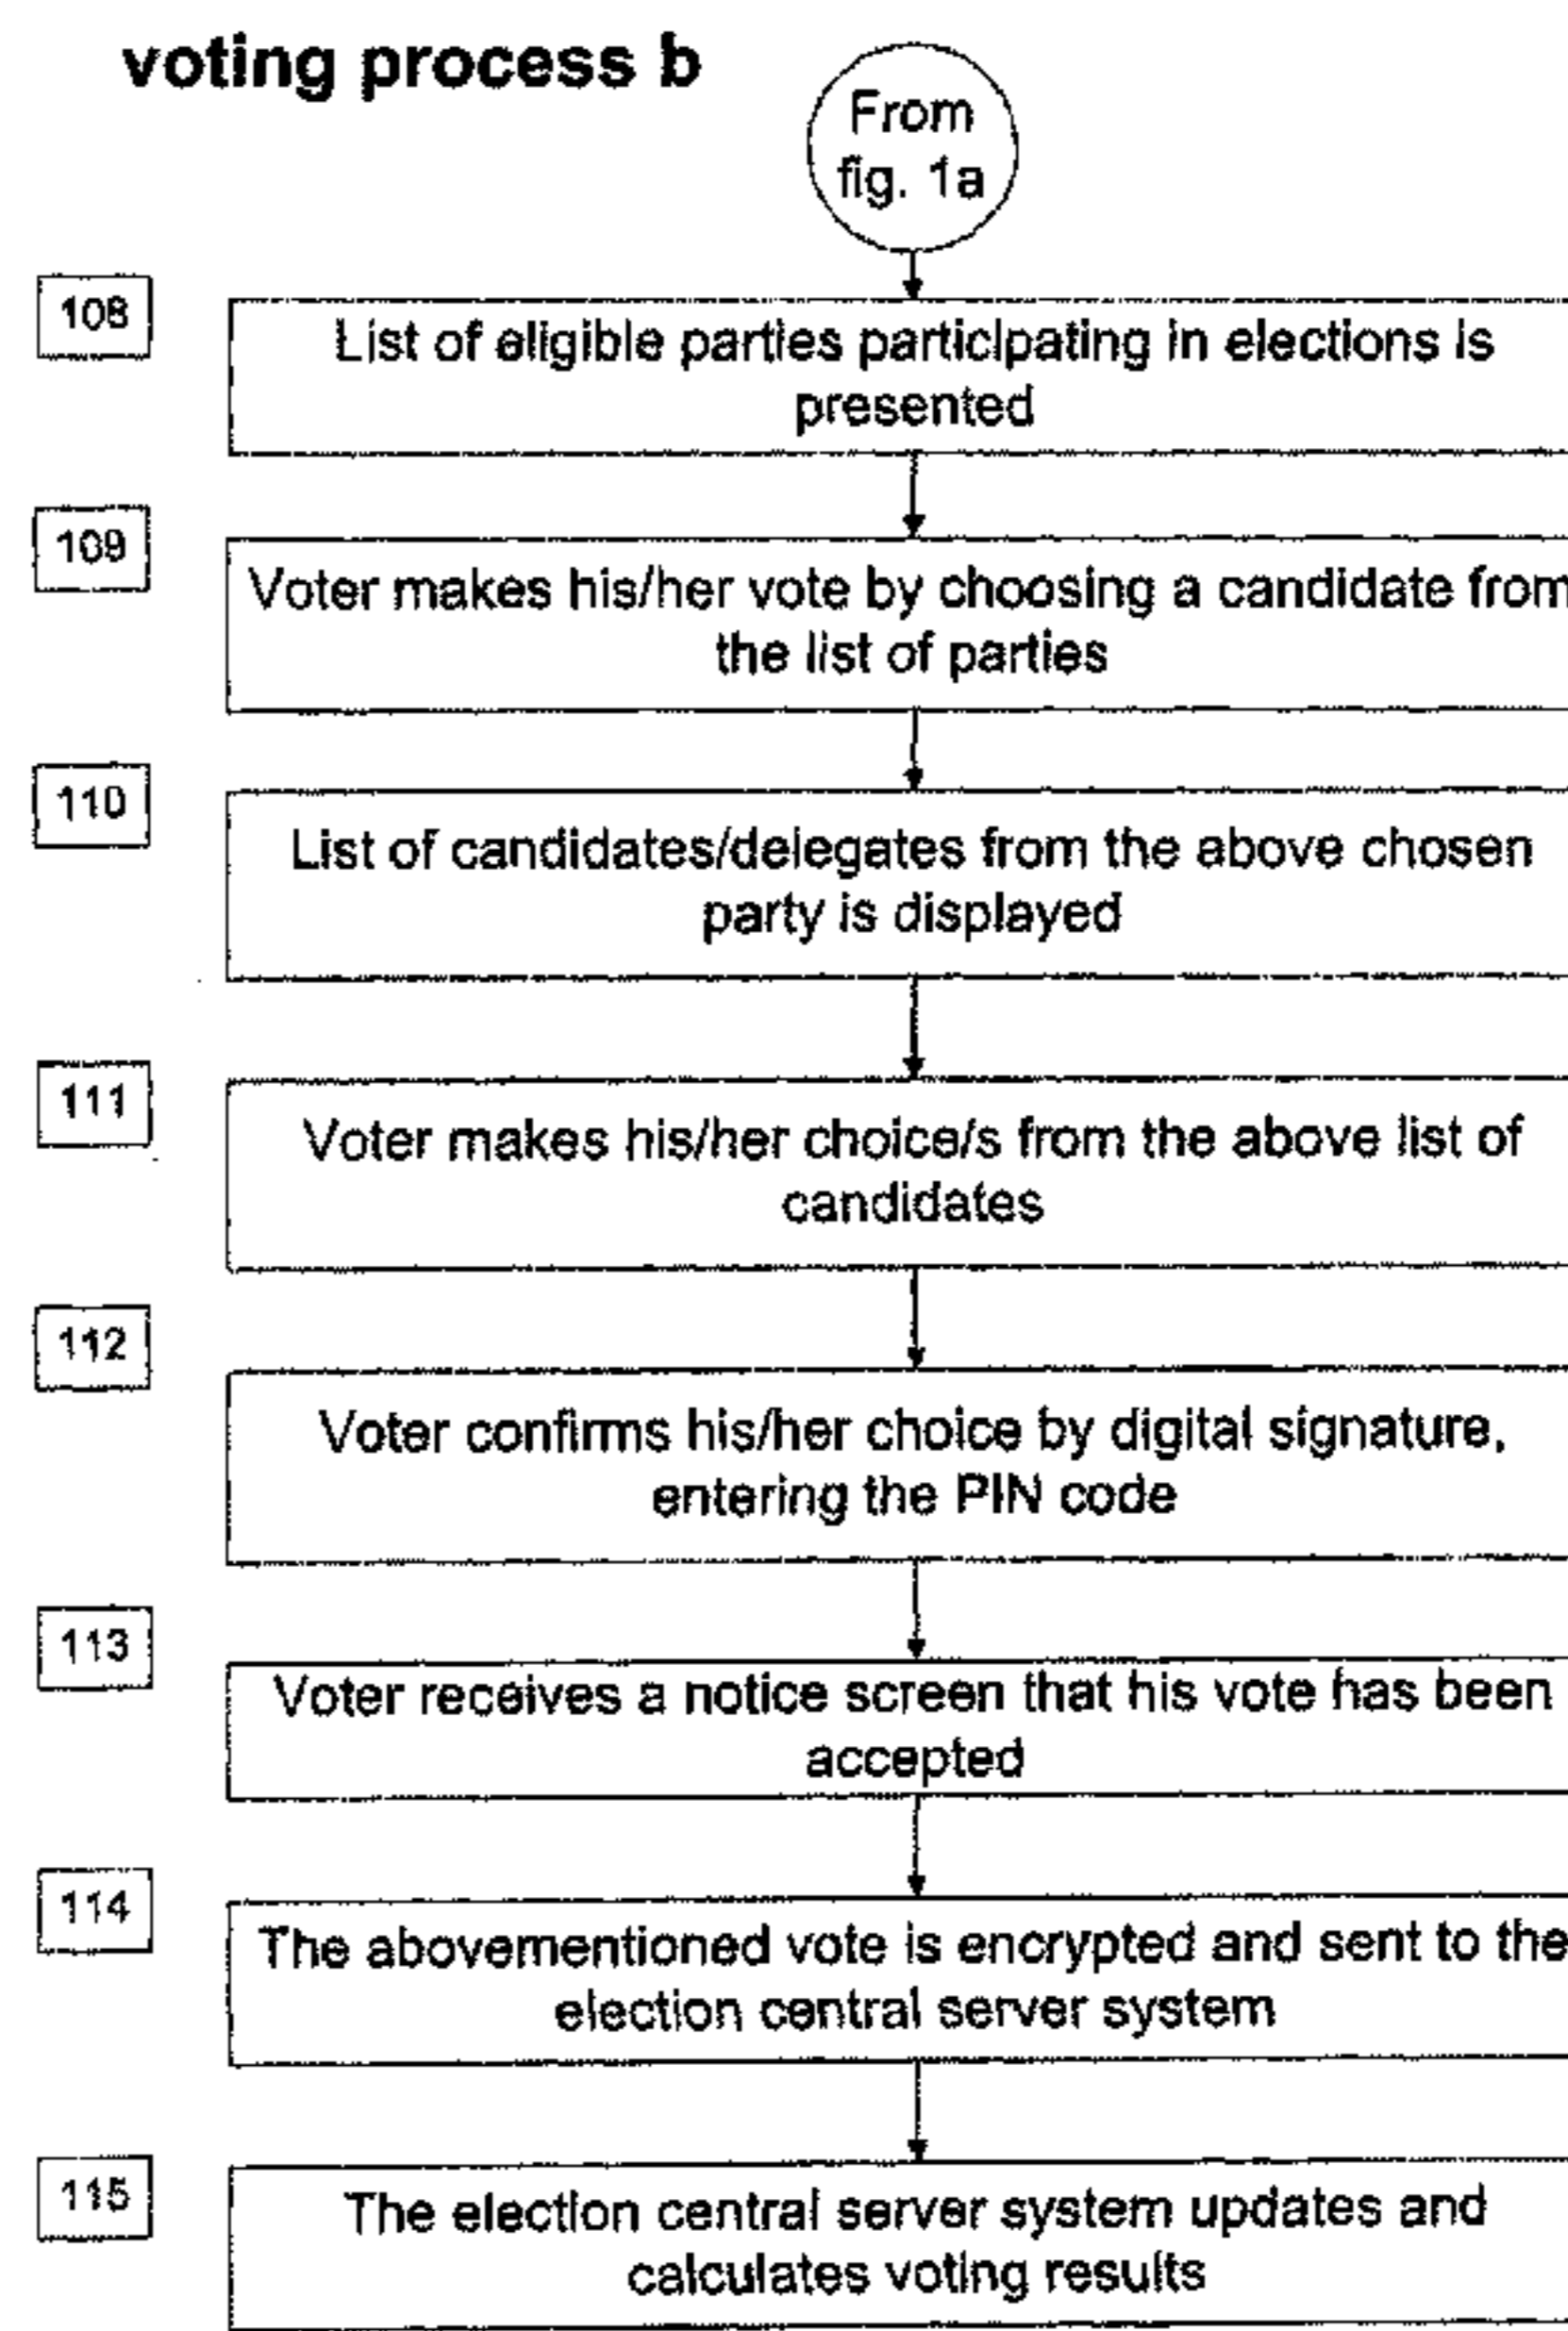 voting process b
From
fig. 1a
108
List of eligible parties participating in elections is
presented
109
Voter makes his/her vote by choosing a candidate from
the list of parties
110
List of candidates/delegates from the above chosen
party is displayed
111
Voter makes his/her choice/s from the above list of
candidates
112
Voter confirms his/her choice by digital signature,
entering the PIN code
113
Voter receives a notice screen that his vote has been
accepted
114
The abovementioned vote is encrypted and sent to the
election central server system
115
The election central server system updates and
calculates voting results